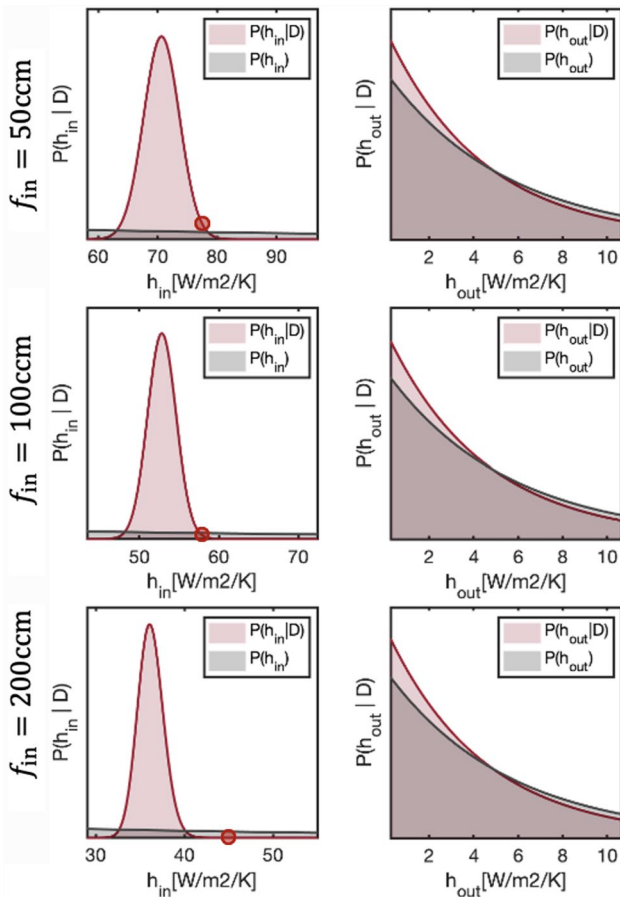 f_in = 50ccm
P(h_in | D)
P(h_in|D)
P(h_in)
60 70 80 90
h_in[W/m2/K]
P(h_out | D)
P(h_out|D)
P(h_out)
2 4 6 8 10
h_out[W/m2/K]
f_in = 100ccm
P(h_in | D)
P(h_in|D)
P(h_in)
50 60 70
h_in[W/m2/K]
P(h_out | D)
P(h_out|D)
P(h_out)
2 4 6 8 10
h_out[W/m2/K]
f_in = 200ccm
P(h_in | D)
P(h_in|D)
P(h_in)
30 40 50
h_in[W/m2/K]
P(h_out | D)
P(h_out|D)
P(h_out)
2 4 6 8 10
h_out[W/m2/K]